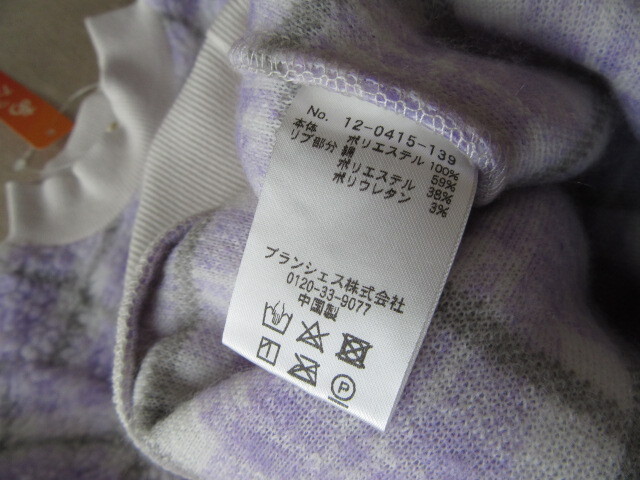 No. 12-0415-139
本体 ポリエステル 100%
リブ部分 綿 59%
ポリエステル 38%
ポリウレタン 3%
ブランシェス株式会社
0120-33-9077
中国製
P